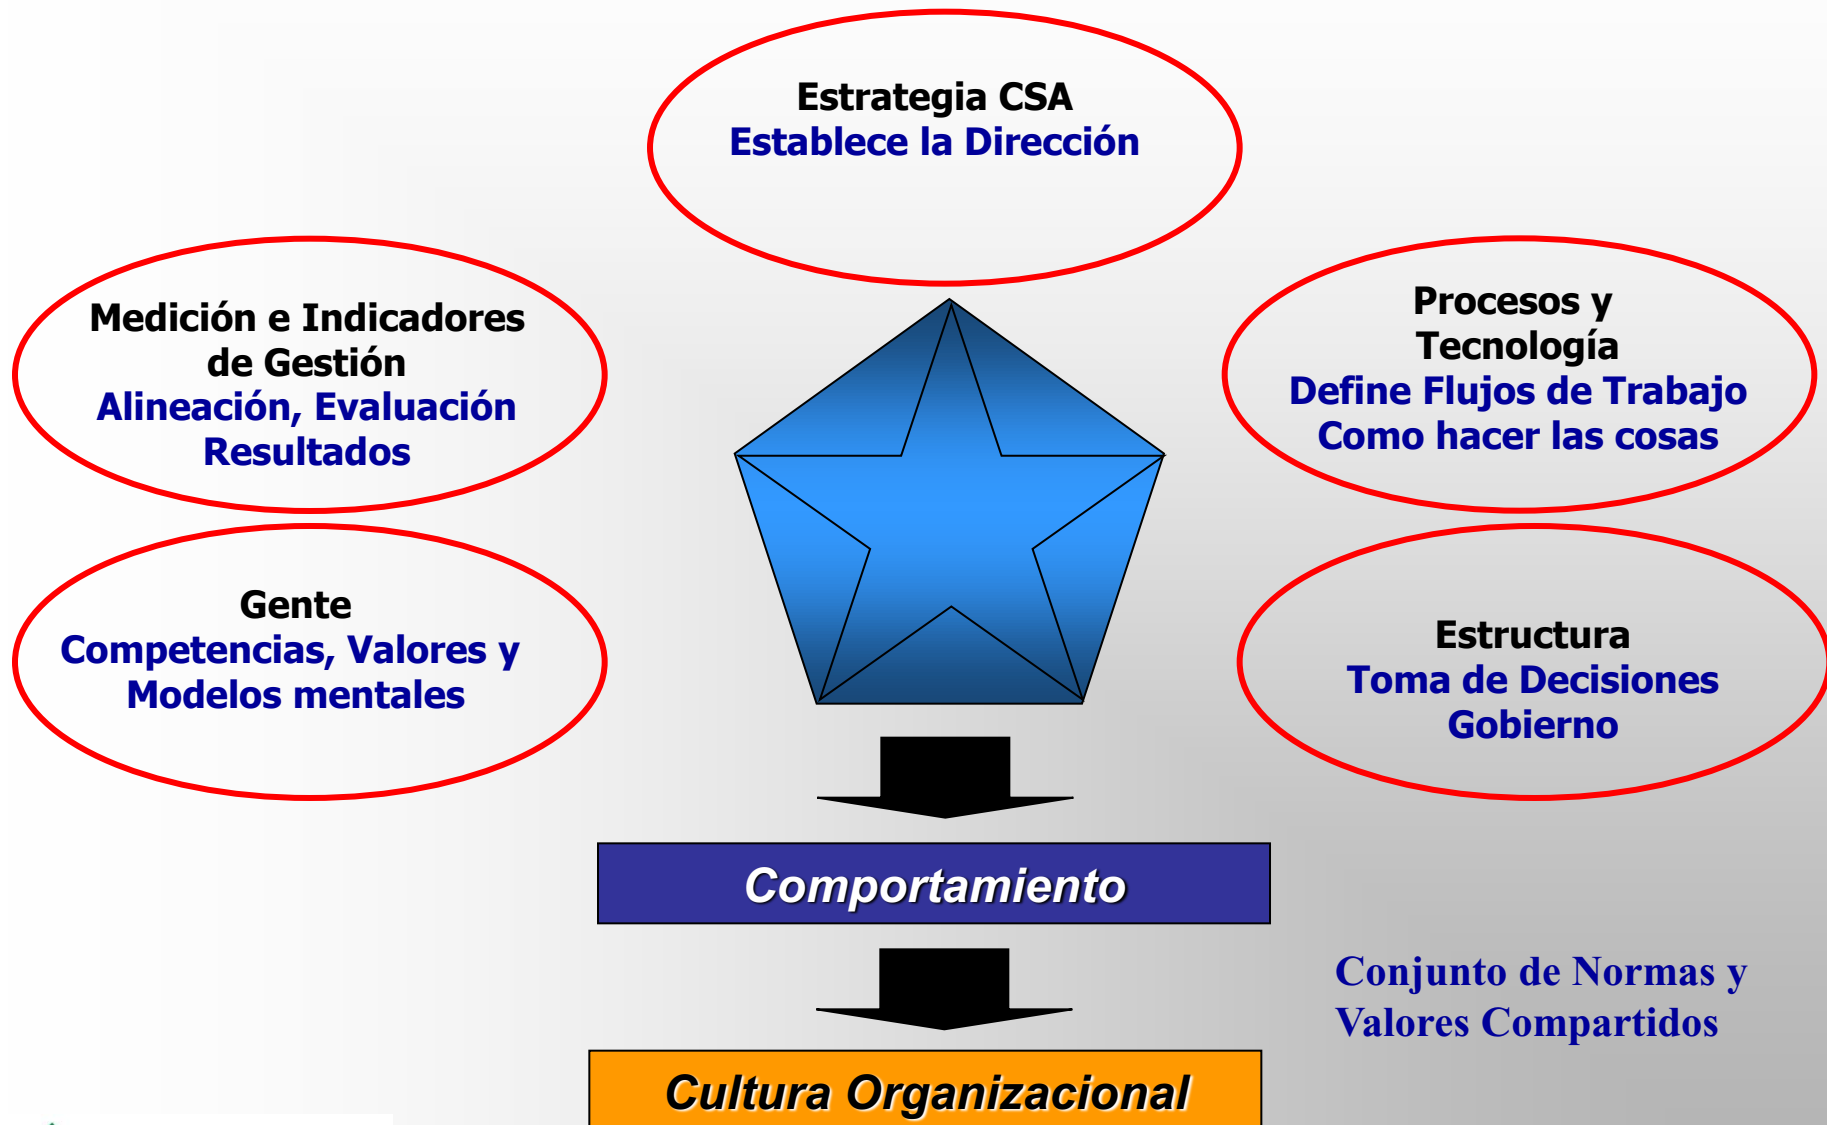 Estrategia CSA
Establece la Dirección
Medición e Indicadores
de Gestión
Alineación, Evaluación
Resultados
Procesos y
Tecnología
Define Flujos de Trabajo
Como hacer las cosas
Gente
Competencias, Valores y
Modelos mentales
Estructura
Toma de Decisiones
Gobierno
Comportamiento
Conjunto de Normas y
Valores Compartidos
Cultura Organizacional